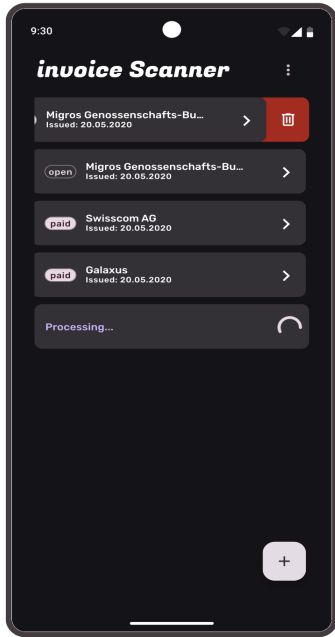 9:30
invoice Scanner
Migros Genossenschafts-Bu...
Issued: 20.05.2020
open
Migros Genossenschafts-Bu...
Issued: 20.05.2020
paid
Swisscom AG
Issued: 20.05.2020
paid
Galaxus
Issued: 20.05.2020
Processing...